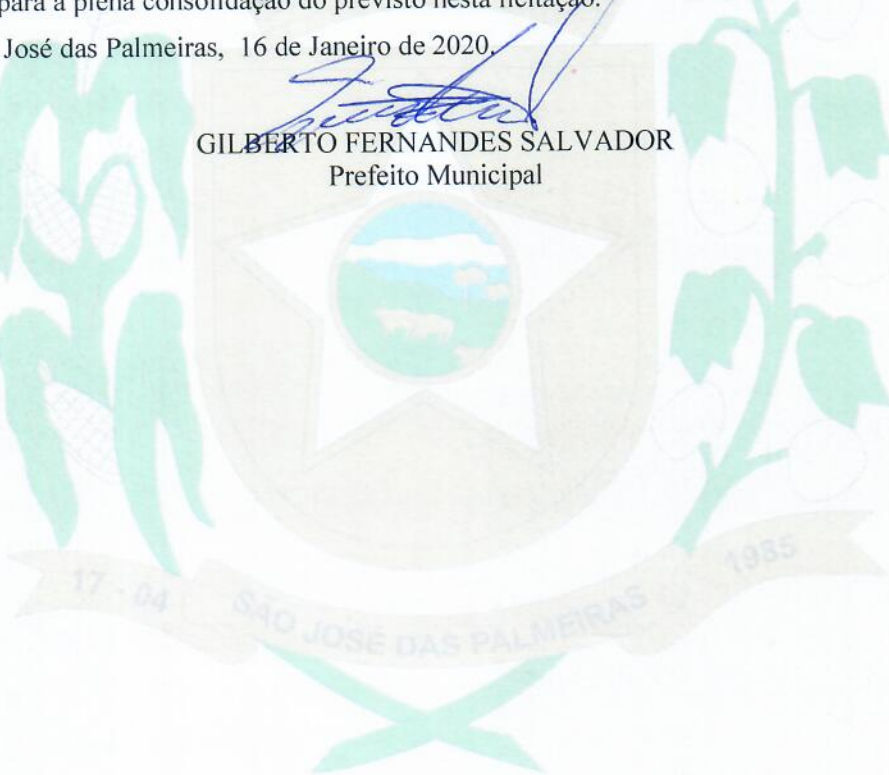 para a plena consolidação do previsto nesta licitação.
José das Palmeiras, 16 de Janeiro de 2020.
GILBERTO FERNANDES SALVADOR
Prefeito Municipal
17 - 04 SÃO JOSÉ DAS PALMEIRAS 1985